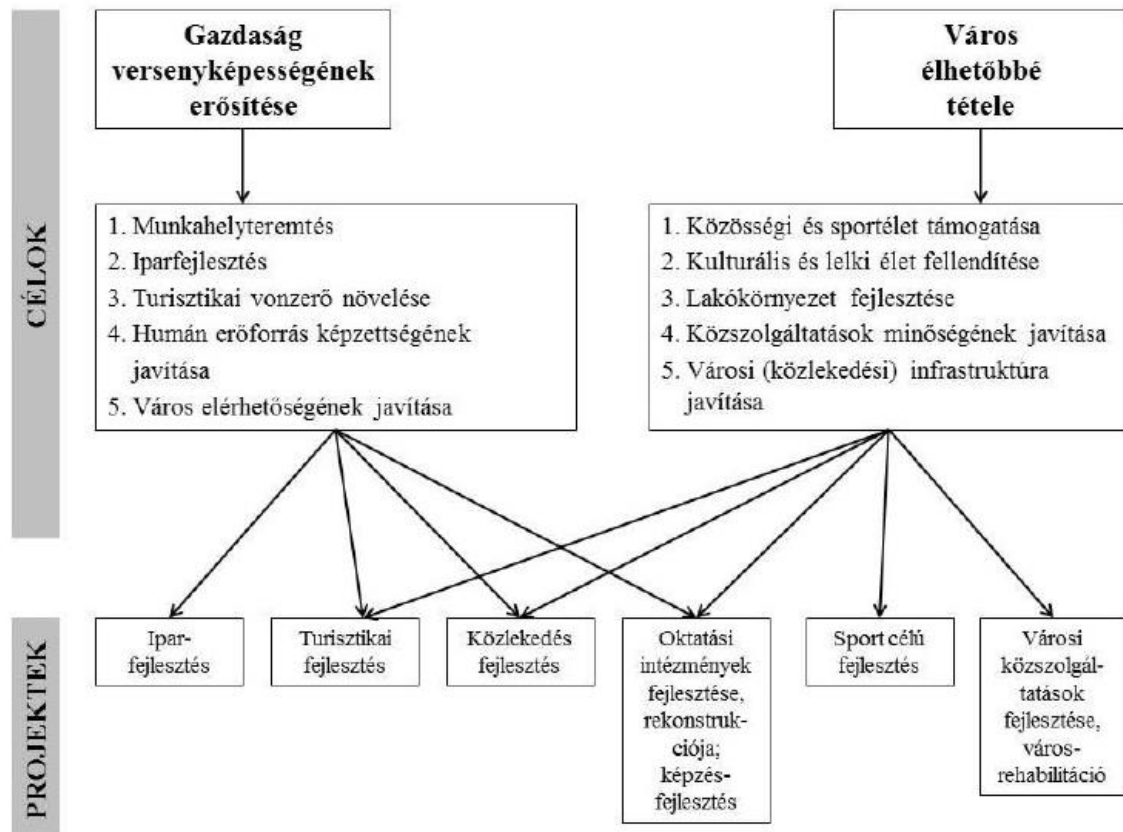 CÉLOK
Gazdaság
versenyképességének
erősítése
Város
élhetőbbé
tétele
1. Munkahelyteremtés
2. Iparfejlesztés
3. Turisztikai vonzerő növelése
4. Humán erőforrás képzettségének
javítása
5. Város elérhetőségének javítása
1. Közösségi és sportélet támogatása
2. Kulturális és lelki élet fellendítése
3. Lakókörnyezet fejlesztése
4. Közszolgáltatások minőségének javítása
5. Városi (közlekedési) infrastruktúra
javítása
PROJEKTEK
Ipar-
fejlesztés
Turisztikai
fejlesztés
Közlekedés
fejlesztés
Oktatási
intézmények
fejlesztése,
rekonstruk-
ciója;
képzés-
fejlesztés
Sport célú
fejlesztés
Városi
közszolgál-
tatások
fejlesztése,
város-
rehabilitáció